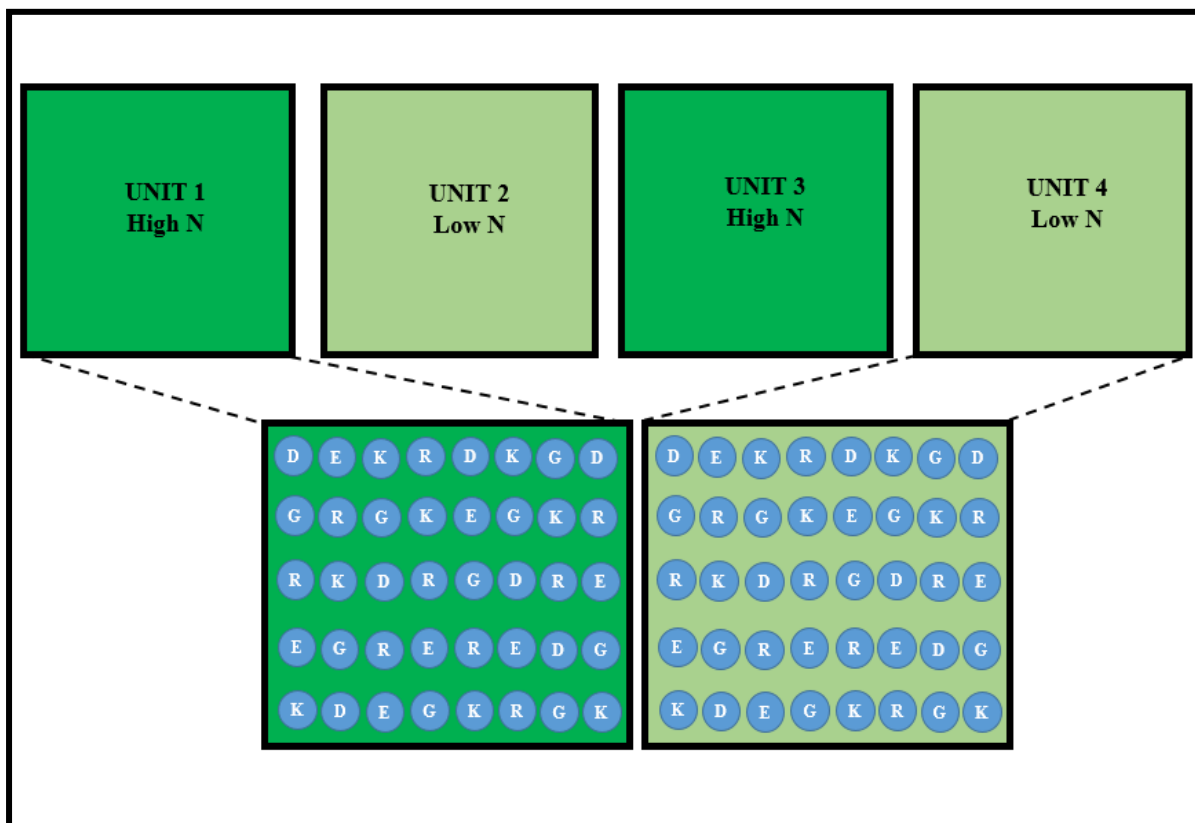 UNIT 1
High N
UNIT 2
Low N
UNIT 3
High N
UNIT 4
Low N
D E K R D K G D
G R G K E G K R
R K D R G D R E
E G R E R E D G
K D E G K R G K
D E K R D K G D
G R G K E G K R
R K D R G D R E
E G R E R E D G
K D E G K R G K